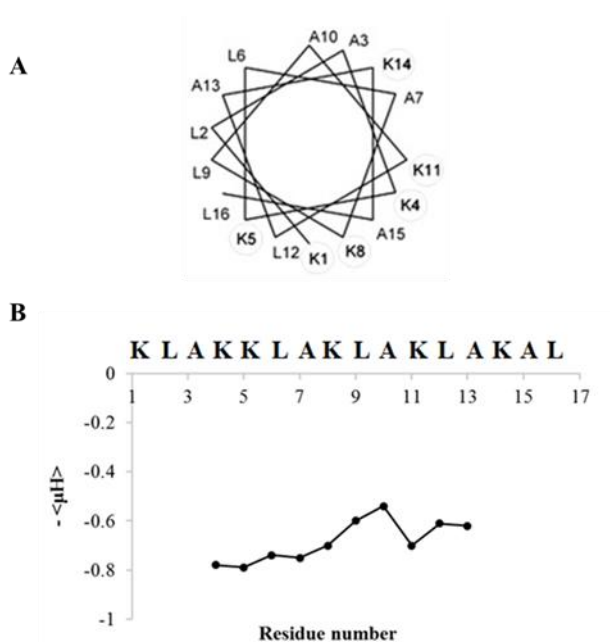 A
A10 A3
L6
K14
A13
A7
L2
L9
K11
L16
K4
K5
A15
L12 K1 K8
B
K L A K K L A K L A K L A K A L
0
1 3 5 7 9 11 13 15 17
-0.2
-0.4
-0.6
-0.8
-1
- <µH>
Residue number